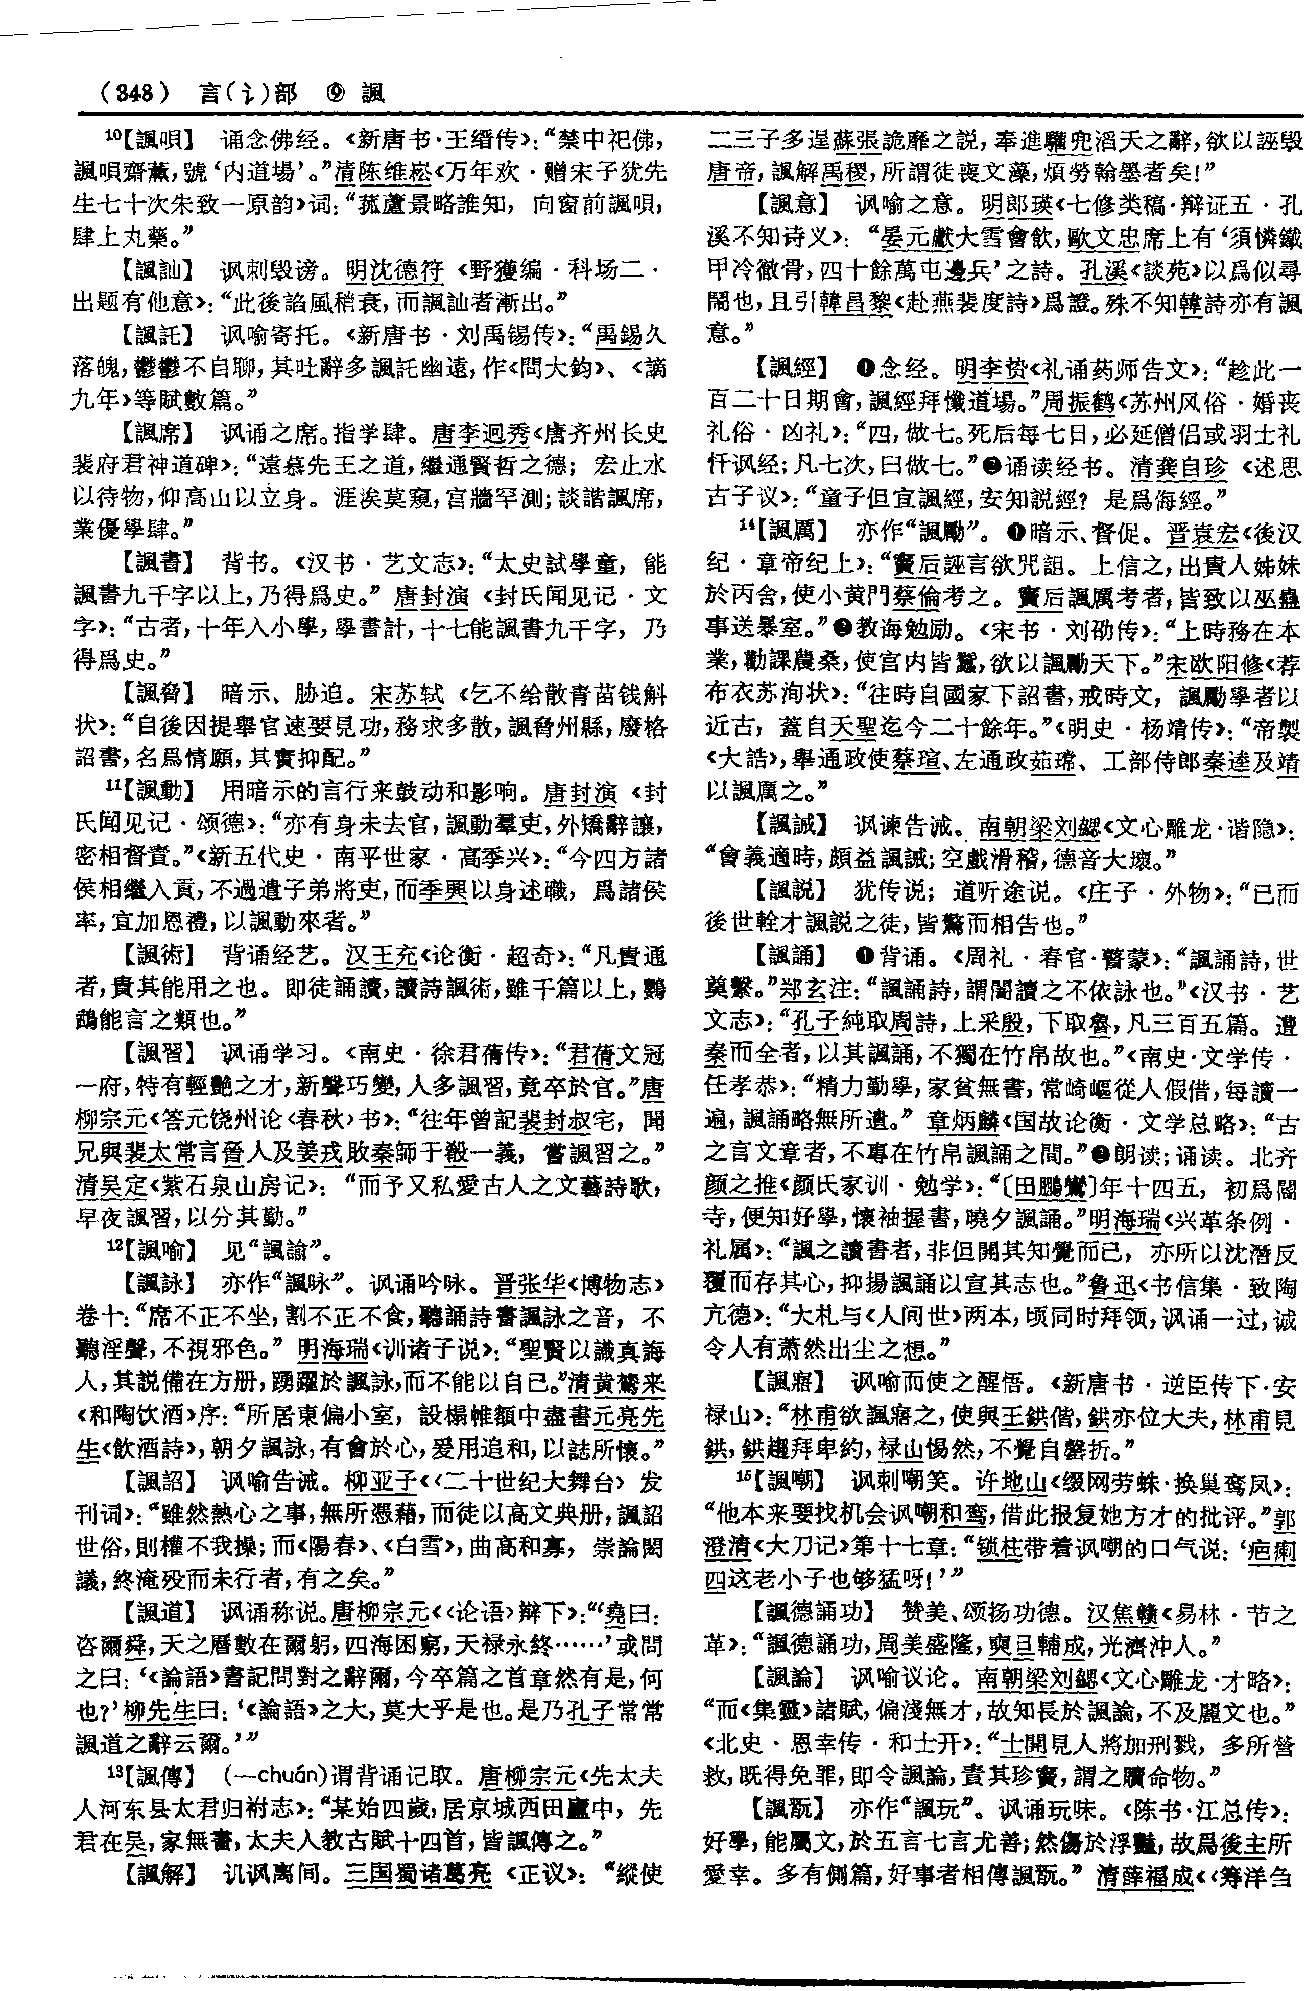 (348) 言(讠)部 ⑨ 諷
10【諷唄】 诵念佛经。《新唐书·王缙传》：“禁中祀佛，
諷唄齋薰，號‘内道場’。”清陈维崧《万年欢·赠宋子犹先
生七十次朱致一原韵》词：“菰蘆景略誰知，向窗前諷唄，
肆上丸藥。”
【諷訕】 讽刺毁谤。明沈德符《野獲编·科场二·
出题有他意》：“此後諂風稍衰，而諷訕者漸出。”
【諷託】 讽喻寄托。《新唐书·刘禹锡传》：“禹錫久
落魄，鬱鬱不自聊，其吐辭多諷託幽遠，作《問大鈞》、《謫
九年》等賦數篇。”
【諷席】 讽诵之席。指学肆。唐李迥秀《唐齐州长史
裴府君神道碑》：“遠慕先王之道，繼通賢哲之德；宏止水
以待物，仰高山以立身。涯涘莫窺，宫牆罕測；談諧諷席，
業優學肆。”
【諷書】 背书。《汉书·艺文志》：“太史試學童，能
諷書九千字以上，乃得爲史。”唐封演《封氏闻见记·文
字》：“古者，十年入小學，學書計，十七能諷書九千字，乃
得爲史。”
【諷脅】 暗示、胁迫。宋苏轼《乞不给散青苗钱斛
状》：“自後因提舉官速要見功，務求多散，諷脅州縣，廢格
詔書，名爲情願，其實抑配。”
11【諷動】 用暗示的言行来鼓动和影响。唐封演《封
氏闻见记·颂德》：“亦有身未去官，諷動羣吏，外矯辭讓，
密相督責。”《新五代史·南平世家·高季兴》：“今四方諸
侯相繼入貢，不過遣子弟將吏，而季興以身述職，爲諸侯
率，宜加恩禮，以諷動來者。”
【諷術】 背诵经艺。汉王充《论衡·超奇》：“凡貴通
者，貴其能用之也。即徒誦讀，讀詩諷術，雖千篇以上，鸚
鵡能言之類也。”
【諷習】 讽诵学习。《南史·徐君蒨传》：“君蒨文冠
一府，特有輕艷之才，新聲巧變，人多諷習，竟卒於官。”唐
柳宗元《答元饶州论〈春秋〉书》：“往年曾記裴封叔宅，聞
兄與裴太常言晉人及姜戎敗秦師于殽一義，嘗諷習之。”
清吴定《紫石泉山房记》：“而予又私愛古人之文藝詩歌，
早夜諷習，以分其勤。”
12【諷喻】 见“諷諭”。
【諷詠】 亦作“諷咏”。讽诵吟咏。晋张华《博物志》
卷十：“席不正不坐，割不正不食，聽誦詩書諷詠之音，不
聽淫聲，不視邪色。”明海瑞《训诸子说》：“聖賢以識真誨
人，其説備在方册，踴躍於諷詠，而不能以自已。”清黄鷟来
《和陶饮酒》序：“所居東偏小室，設榻帷額中盡書元亮先
生《飲酒詩》，朝夕諷詠，有會於心，爰用追和，以誌所懷。”
【諷詔】 讽喻告诫。柳亚子《〈二十世纪大舞台〉发
刊词》：“雖然熱心之事，無所憑藉，而徒以高文典册，諷詔
世俗，則權不我操；而《陽春》、《白雪》，曲高和寡，崇論閎
議，終淹殁而未行者，有之矣。”
【諷道】 讽诵称说。唐柳宗元《〈论语〉辩下》：“‘堯曰：
咨爾舜，天之曆數在爾躬，四海困窮，天禄永終……’或問
之曰：‘《論語》書記問對之辭爾，今卒篇之首章然有是，何
也？’柳先生曰：‘《論語》之大，莫大乎是也。是乃孔子常常
諷道之辭云爾。’”
13【諷傳】 （—chuán）谓背诵记取。唐柳宗元《先太夫
人河东县太君归祔志》：“某始四歲，居京城西田廬中，先
君在吴，家無書，太夫人教古賦十四首，皆諷傳之。”
【諷解】 讥讽离间。三国蜀诸葛亮《正议》：“縱使
二三子多逞蘇張詭靡之説，奉進驩兜滔天之辭，欲以誣毁
唐帝，諷解禹稷，所謂徒喪文藻，煩勞翰墨者矣！”
【諷意】 讽喻之意。明郎瑛《七修类稿·辩证五·孔
溪不知诗义》：“晏元獻大雪會飲，歐文忠席上有‘須憐鐵
甲冷徹骨，四十餘萬屯邊兵’之詩。孔溪《談苑》以爲似尋
鬧也，且引韓昌黎《赴燕裴度詩》爲證。殊不知韓詩亦有諷
意。”
【諷經】 ❶念经。明李贽《礼诵药师告文》：“趁此一
百二十日期會，諷經拜懺道場。”周振鹤《苏州风俗·婚丧
礼俗·凶礼》：“四，做七。死后每七日，必延僧侣或羽士礼
忏讽经；凡七次，曰做七。”❷诵读经书。清龚自珍《述思
古子议》：“童子但宜諷經，安知説經？是爲侮經。”
14【諷厲】 亦作“諷勵”。❶暗示、督促。晋袁宏《後汉
纪·章帝纪上》：“竇后誣言欲咒詛。上信之，出貴人姊妹
於丙舍，使小黄門蔡倫考之。竇后諷厲考者，皆致以巫蠱
事送暴室。”❷教诲勉励。《宋书·刘劭传》：“上時務在本
業，勸課農桑，使宫内皆蠶，欲以諷勵天下。”宋欧阳修《荐
布衣苏洵状》：“往時自國家下詔書，戒時文，諷勵學者以
近古，蓋自天聖迄今二十餘年。”《明史·杨靖传》：“帝製
《大誥》，舉通政使蔡瑄、左通政茹瑺、工部侍郎秦逵及靖
以諷厲之。”
【諷誡】 讽谏告诫。南朝梁刘勰《文心雕龙·谐隐》：
“會義適時，頗益諷誡；空戲滑稽，德音大壞。”
【諷説】 犹传说；道听途说。《庄子·外物》：“已而
後世輇才諷説之徒，皆驚而相告也。”
【諷誦】 ❶背诵。《周礼·春官·瞽蒙》：“諷誦詩，世
奠繫。”郑玄注：“諷誦詩，謂闇讀之不依詠也。”《汉书·艺
文志》：“孔子純取周詩，上采殷，下取魯，凡三百五篇。遭
秦而全者，以其諷誦，不獨在竹帛故也。”《南史·文学传·
任孝恭》：“精力勤學，家貧無書，常崎嶇從人假借，每讀一
遍，諷誦略無所遺。”章炳麟《国故论衡·文学总略》：“古
之言文章者，不專在竹帛諷誦之間。”❷朗读；诵读。北齐
颜之推《颜氏家训·勉学》：“〔田鵬鸞〕年十四五，初爲閽
寺，便知好學，懷袖握書，曉夕諷誦。”明海瑞《兴革条例·
礼属》：“諷之讀書者，非但開其知覺而已，亦所以沈潛反
覆而存其心，抑揚諷誦以宣其志也。”鲁迅《书信集·致陶
亢德》：“大札与《人间世》两本，顷同时拜领，讽诵一过，诚
令人有萧然出尘之想。”
【諷寤】 讽喻而使之醒悟。《新唐书·逆臣传下·安
禄山》：“林甫欲諷寤之，使與王鉷偕，鉷亦位大夫，林甫見
鉷，鉷趨拜卑約，禄山惕然，不覺自罄折。”
15【諷嘲】 讽刺嘲笑。许地山《缀网劳蛛·换巢鸾凤》：
“他本来要找机会讽嘲和鸾，借此报复她方才的批评。”郭
澄清《大刀记》第十七章：“锁柱带着讽嘲的口气说：‘疤痢
四这老小子也够猛呀！’”
【諷德誦功】 赞美、颂扬功德。汉焦赣《易林·节之
革》：“諷德誦功，周美盛隆，奭旦輔成，光濟沖人。”
【諷論】 讽喻议论。南朝梁刘勰《文心雕龙·才略》：
“而《集靈》諸賦，偏淺無才，故知長於諷論，不及麗文也。”
《北史·恩幸传·和士开》：“士開見人將加刑戮，多所營
救，既得免罪，即令諷論，責其珍寶，謂之贖命物。”
【諷翫】 亦作“諷玩”。讽诵玩味。《陈书·江总传》：
好學，能屬文，於五言七言尤善；然傷於浮豔，故爲後主所
愛幸。多有側篇，好事者相傳諷翫。”清薛福成《〈筹洋刍